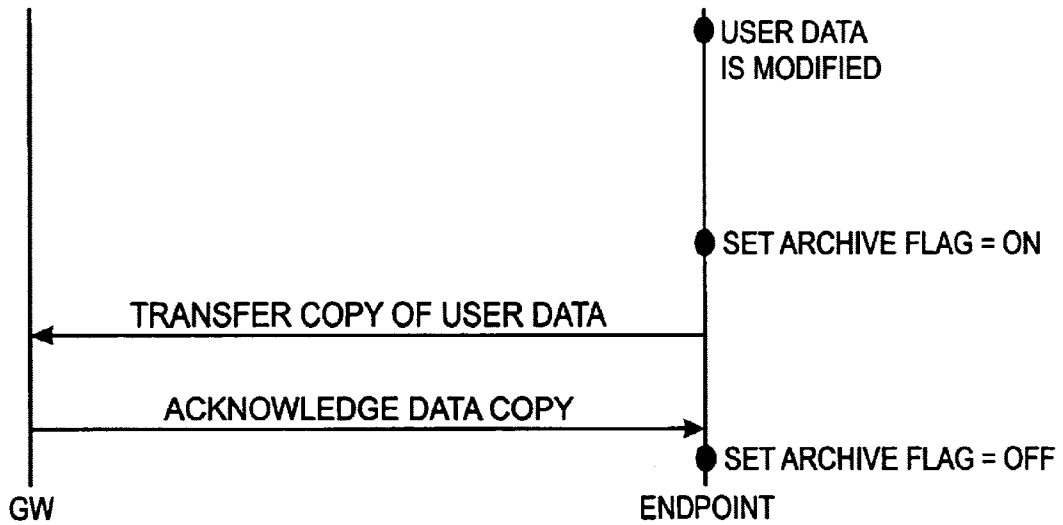 USER DATA
IS MODIFIED
SET ARCHIVE FLAG = ON
TRANSFER COPY OF USER DATA
ACKNOWLEDGE DATA COPY
SET ARCHIVE FLAG = OFF
GW
ENDPOINT